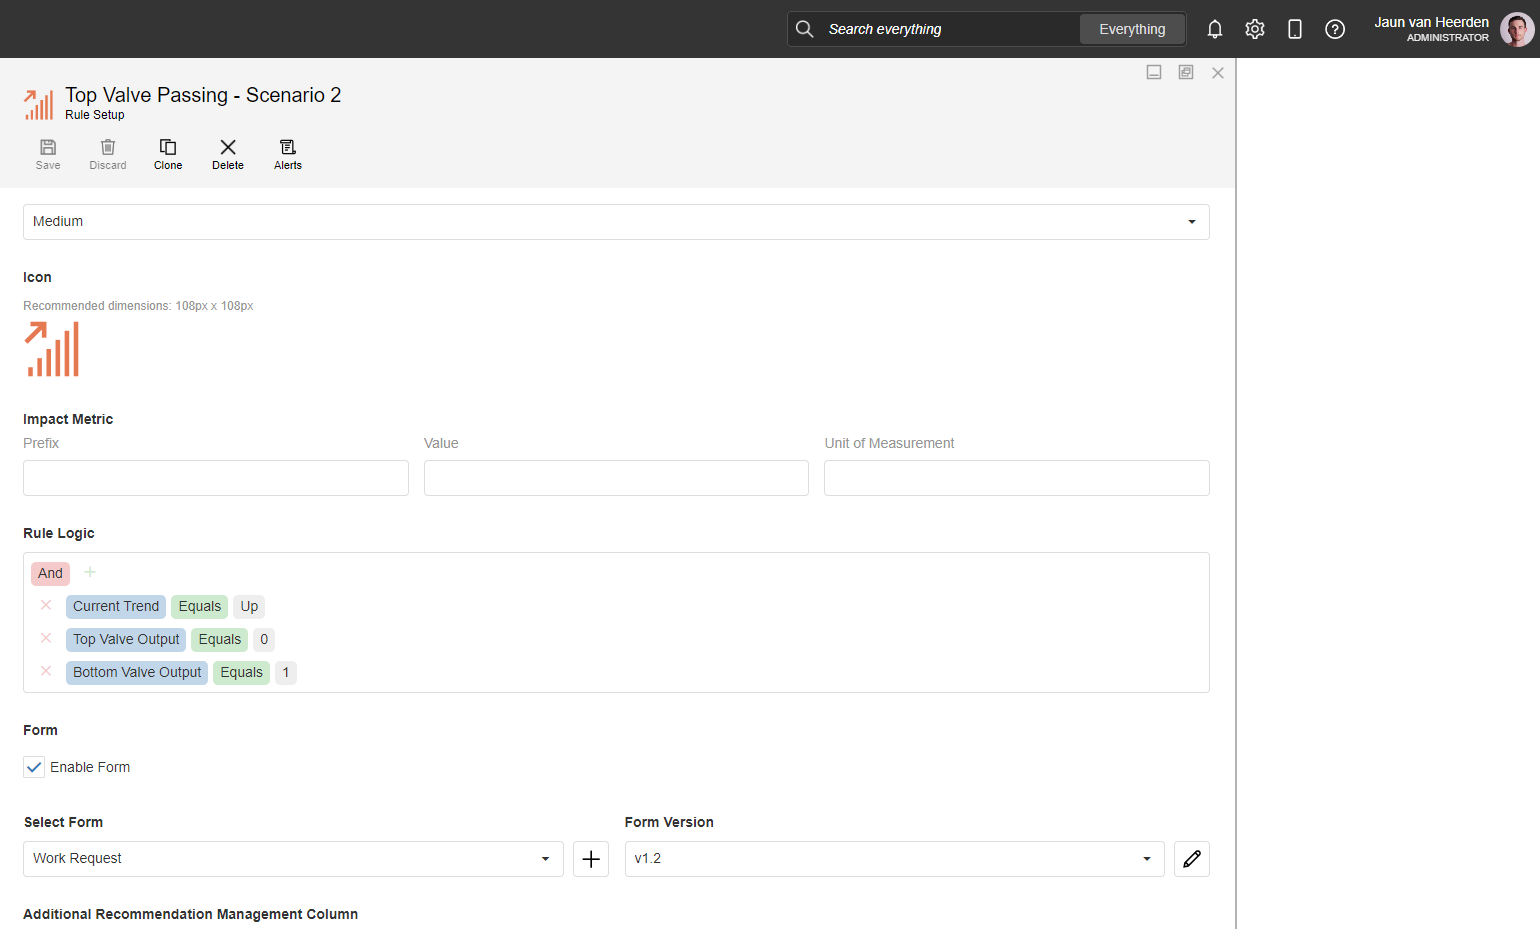 Search everything
Everything
Jaun van Heerden
ADMINISTRATOR
Top Valve Passing - Scenario 2
Rule Setup
Save
Discard
Clone
Delete
Alerts
Medium
Icon
Recommended dimensions: 108px x 108px
Impact Metric
Prefix
Value
Unit of Measurement
Rule Logic
And
Current Trend Equals Up
Top Valve Output Equals 0
Bottom Valve Output Equals 1
Form
Enable Form
Select Form
Form Version
Work Request
v1.2
Additional Recommendation Management Column